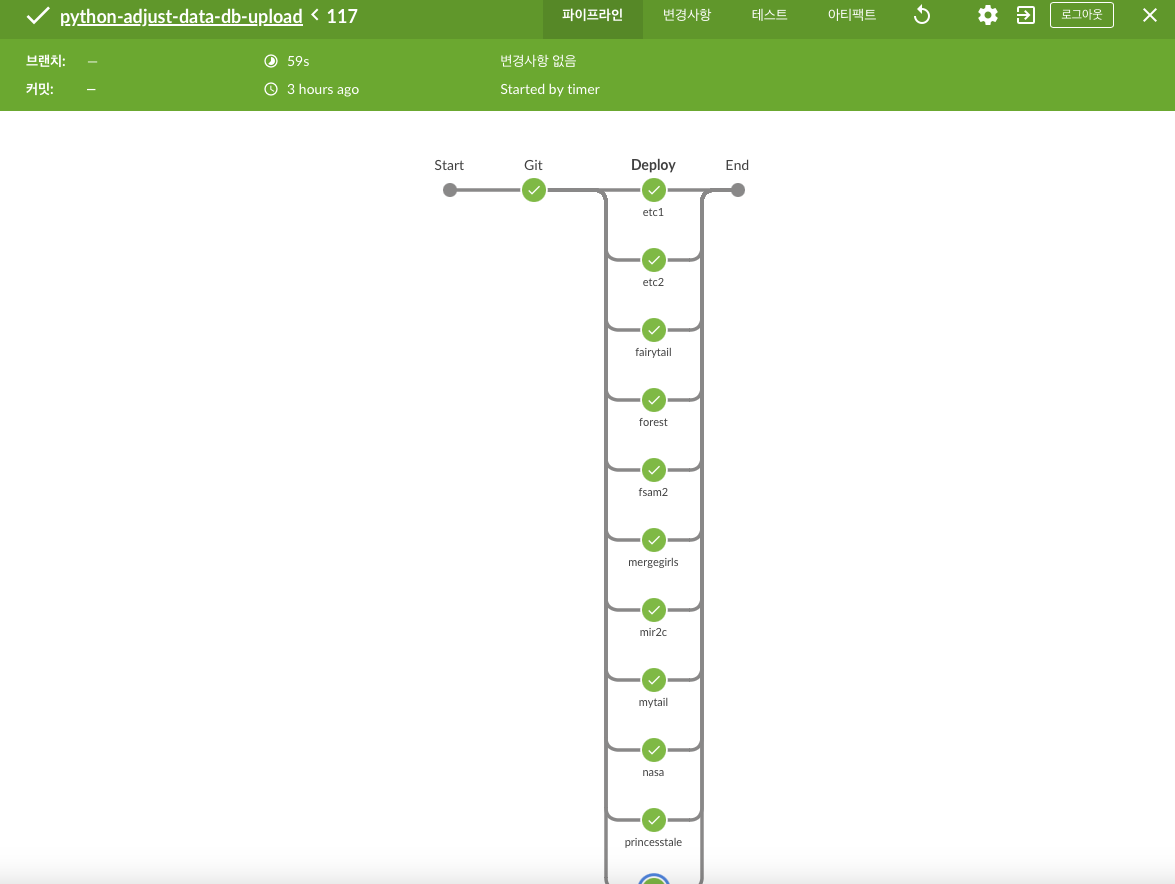 python-adjust-data-db-upload < 117
파이프라인 변경사항 테스트 아티팩트 로그아웃
브랜치: — 59s 변경사항 없음
커밋: — 3 hours ago Started by timer
Start Git Deploy End
etc1
etc2
fairytail
forest
fsam2
mergegirls
mir2c
mytail
nasa
princesstale